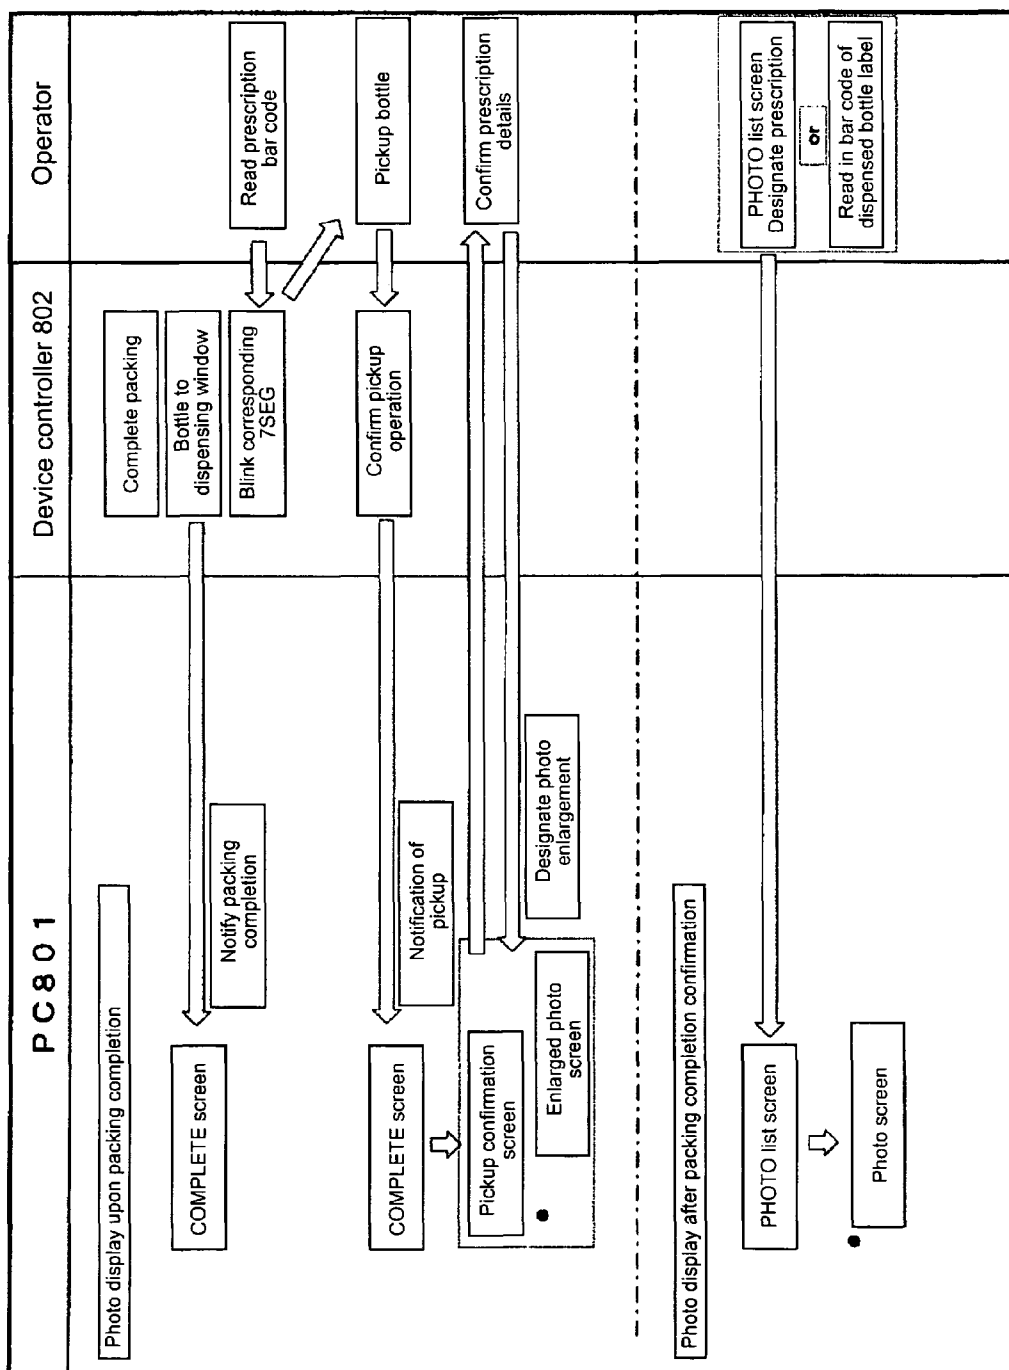 PC801
Device controller 802
Operator
Photo display upon packing completion
Complete packing
COMPLETE screen
Notify packing
completion
Bottle to
dispensing window
Blink corresponding
7SEG
Read prescription
bar code
COMPLETE screen
Notification of
pickup
Confirm pickup
operation
Pickup bottle
Pickup confirmation
screen
Enlarged photo
screen
Designate photo
enlargement
Confirm prescription
details
Photo display after packing completion confirmation
PHOTO list screen
PHOTO list screen
Designate prescription
or
Read in bar code of
dispensed bottle label
Photo screen